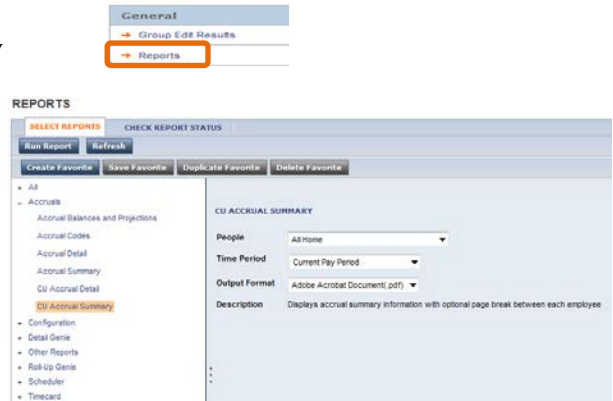 General
→ Group Edit Results
→ Reports
REPORTS
SELECT REPORTS CHECK REPORT STATUS
Run Report Refresh
Create Favorite Save Favorite Duplicate Favorite Delete Favorite
+ All
- Accruals
Accrual Balances and Projections
Accrual Codes
Accrual Detail
Accrual Summary
CU Accrual Detail
CU Accrual Summary
+ Configuration
+ Detail Genie
+ Other Reports
+ Roll-Up Genie
+ Scheduler
+ Timecard
CU ACCRUAL SUMMARY
People All Home
Time Period Current Pay Period
Output Format Adobe Acrobat Document(.pdf)
Description Displays accrual summary information with optional page break between each employee